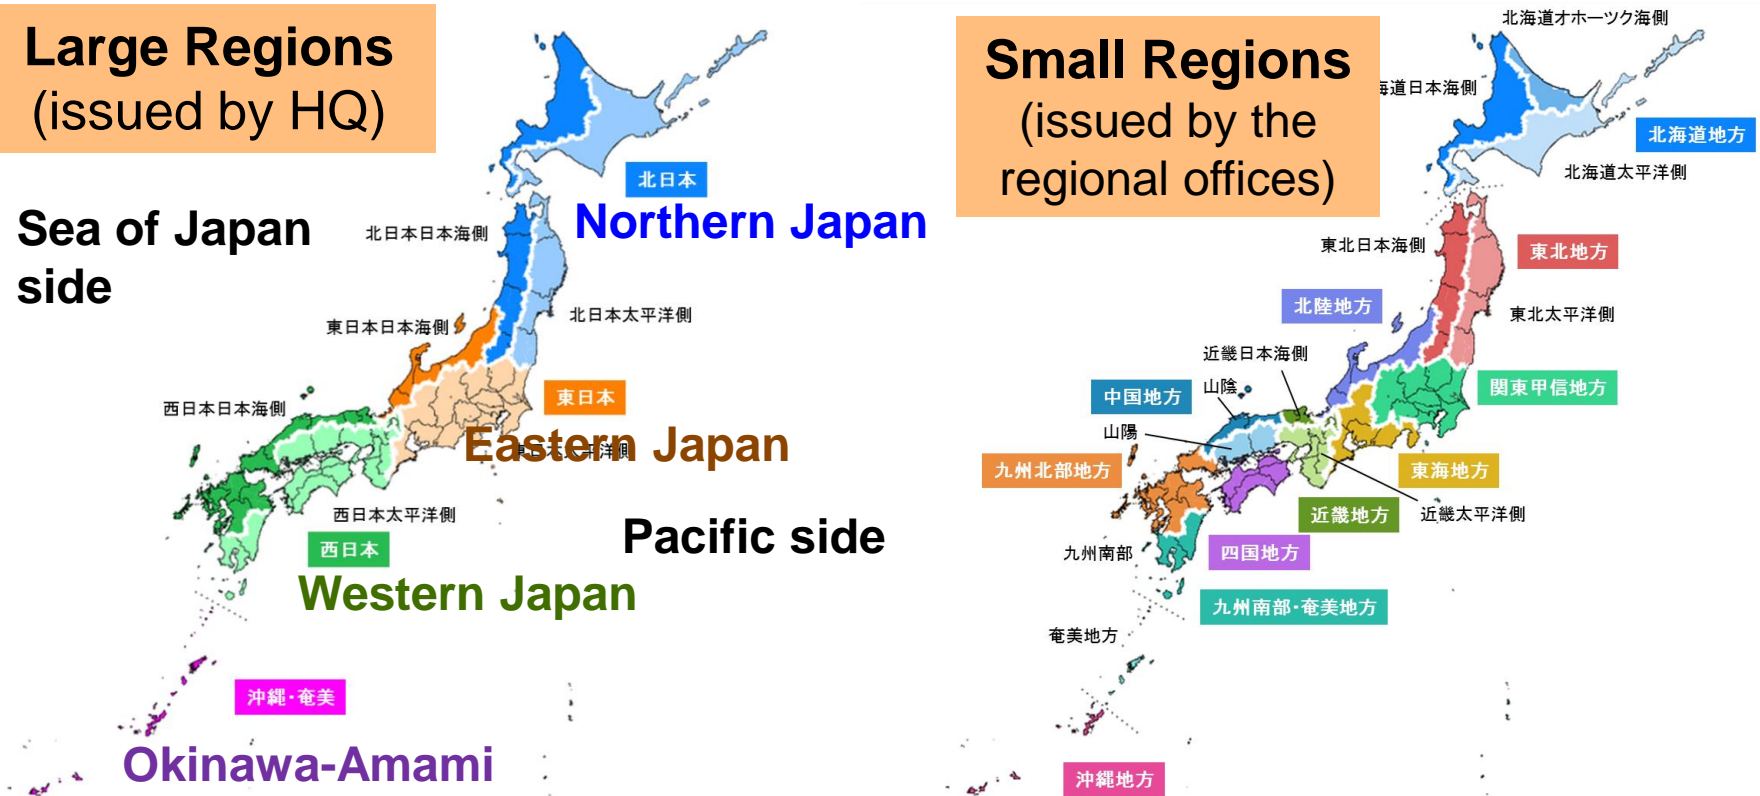 Large Regions
(issued by HQ)
北日本
Northern Japan
Sea of Japan
side
北日本日本海側
東日本日本海側
北日本太平洋側
西日本日本海側
東日本
Eastern Japan
東日本太平洋側
西日本太平洋側
Pacific side
西日本
Western Japan
沖縄・奄美
Okinawa-Amami
Small Regions
(issued by the
regional offices)
北海道オホーツク海側
海道日本海側
北海道地方
北海道太平洋側
東北日本海側
東北地方
北陸地方
東北太平洋側
近畿日本海側
山陰
中国地方
関東甲信地方
山陽
九州北部地方
東海地方
近畿地方
近畿太平洋側
九州南部
四国地方
九州南部・奄美地方
奄美地方
沖縄地方